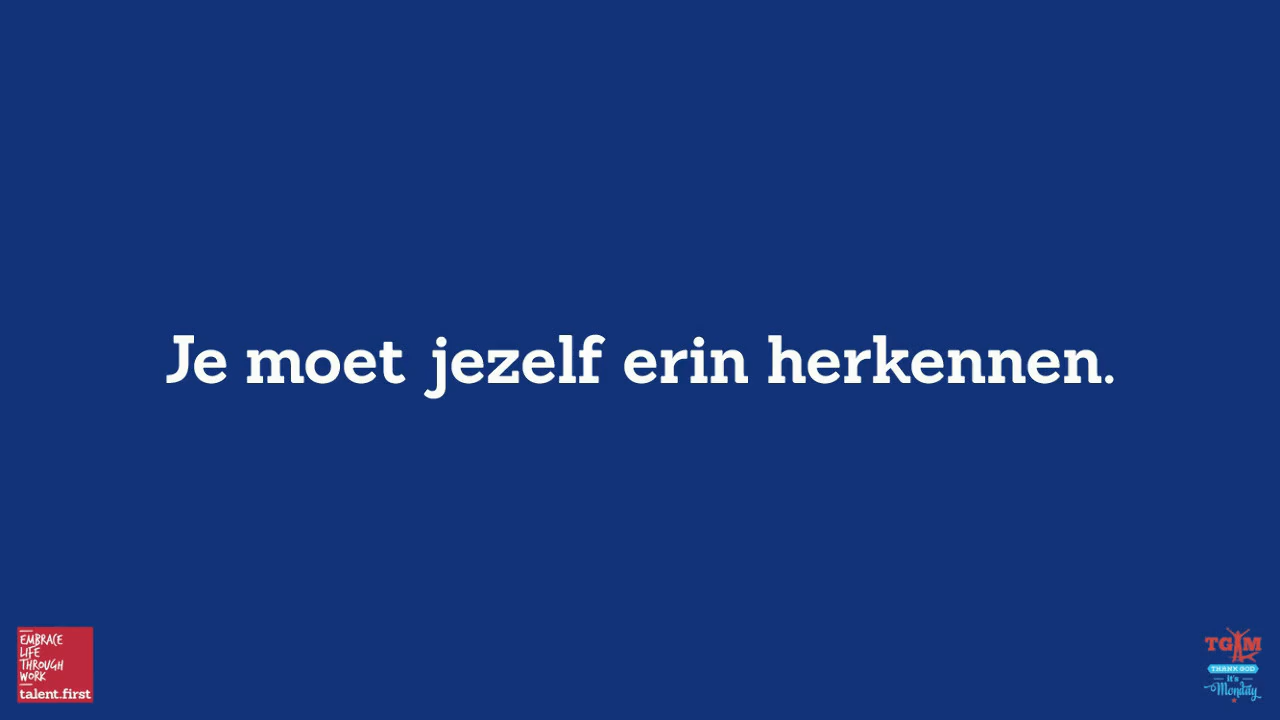 Je moet jezelf erin herkennen.
EMBRACE
LIFE
THROUGH
WORK
talent.first
TGIM
THANK GOD
it's
Monday